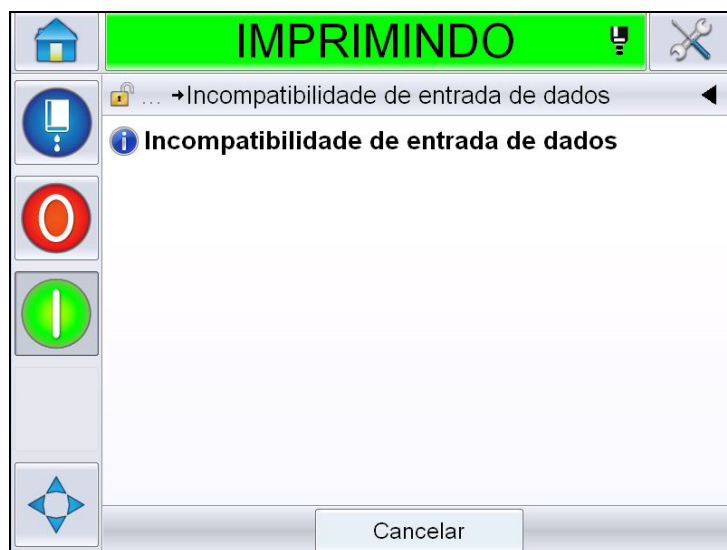 IMPRIMINDO
... →Incompatibilidade de entrada de dados
Incompatibilidade de entrada de dados
Cancelar